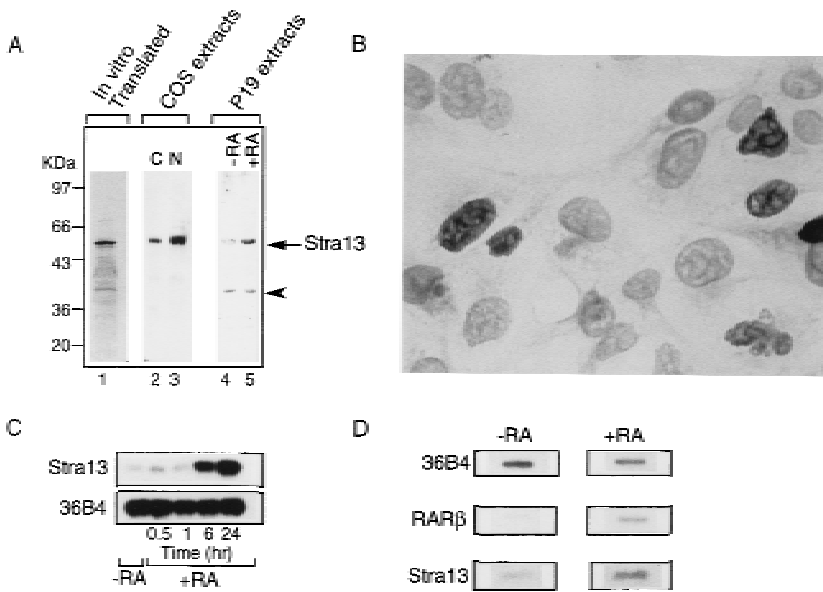 A
In vitro
Translated
COS extracts
P19 extracts
KDa
C N
-RA
+RA
97
66
43
36
20
Stra13
1 2 3 4 5
B
C
Stra13
36B4
0.5 1 6 24
Time (hr)
-RA +RA
D
-RA +RA
36B4
RARβ
Stra13